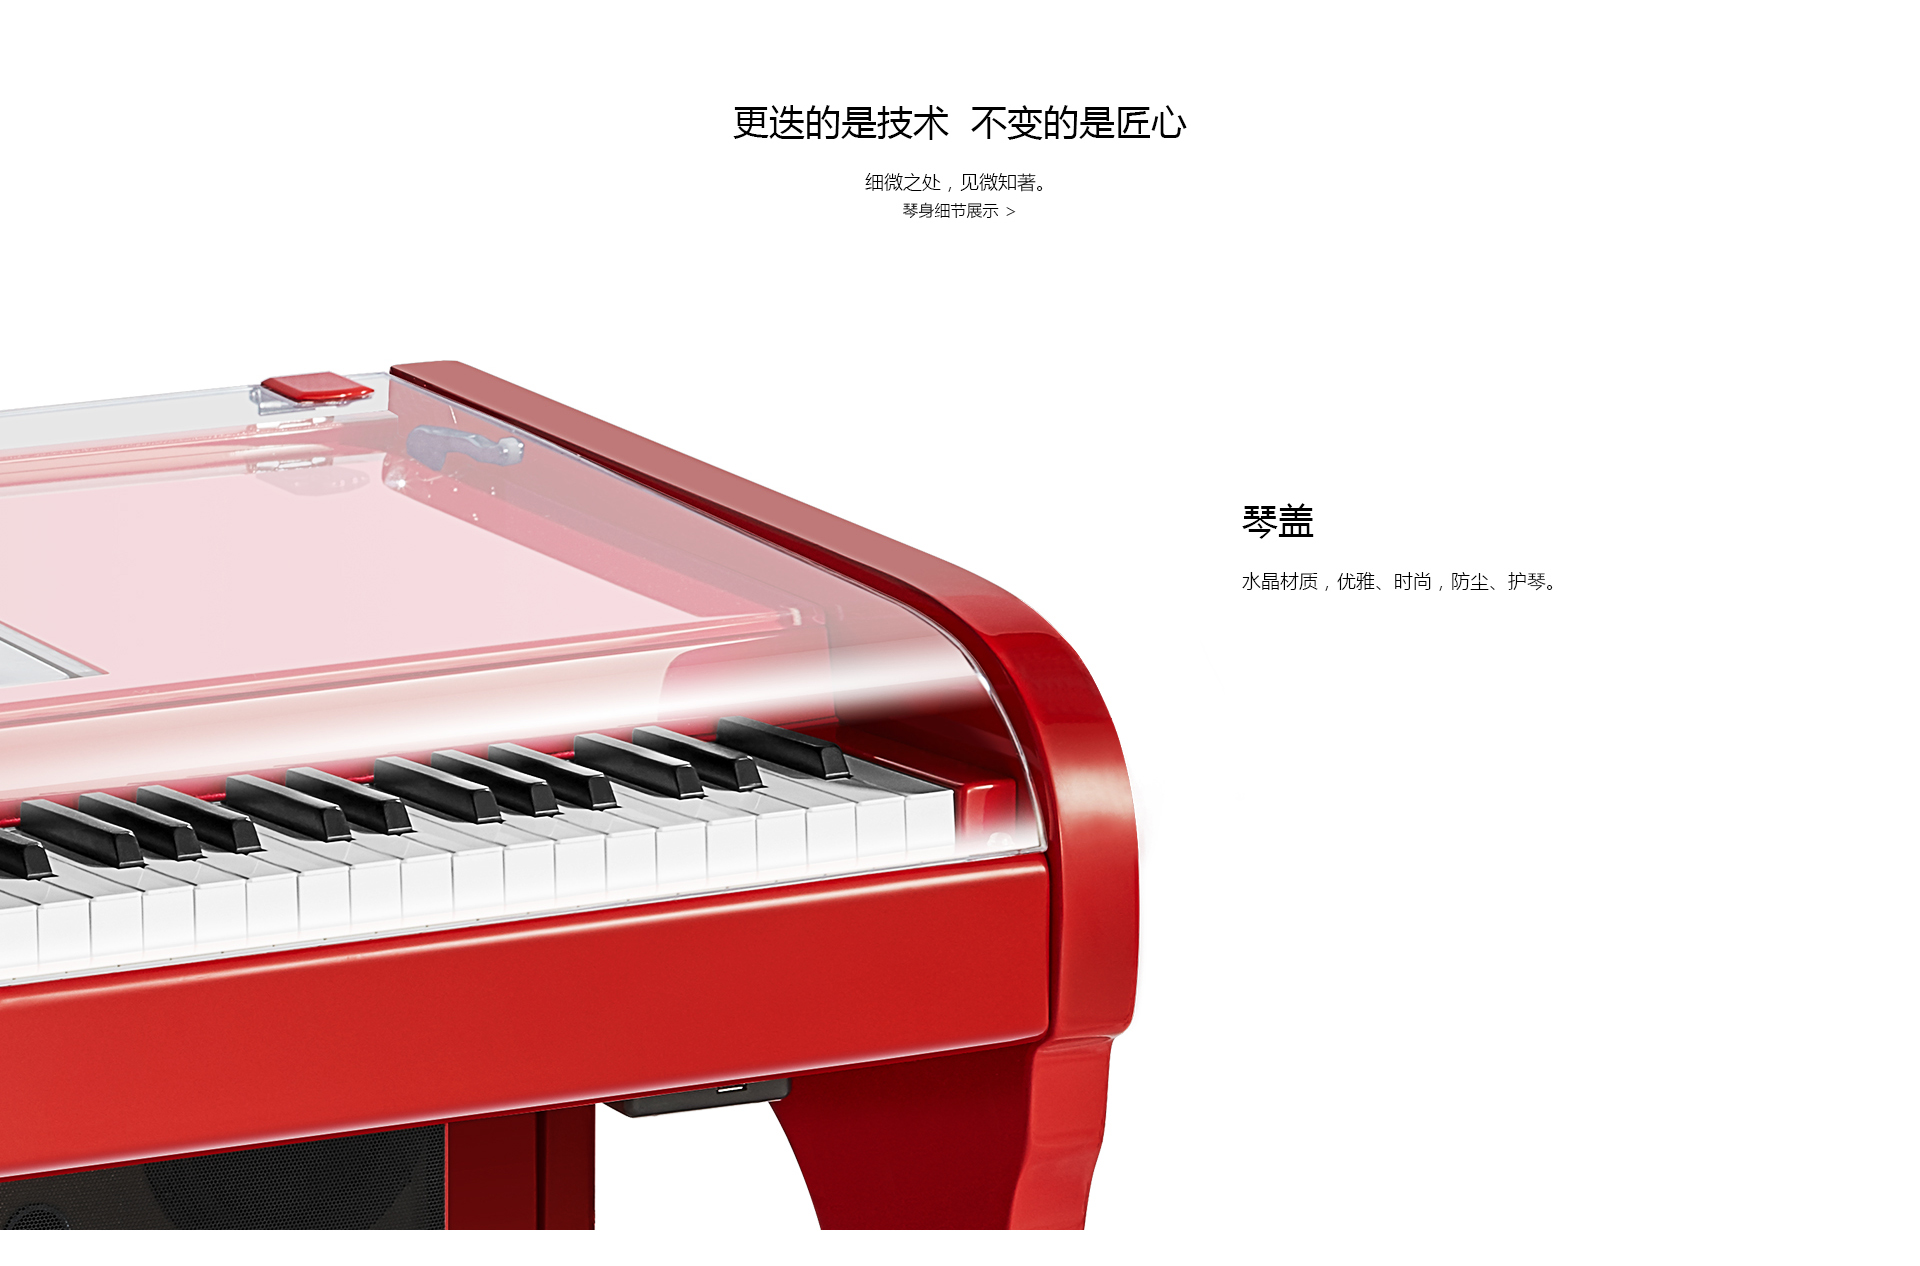 更迭的是技术 不变的是匠心
细微之处，见微知著。
琴身细节展示 >
琴盖
水晶材质，优雅、时尚，防尘、护琴。